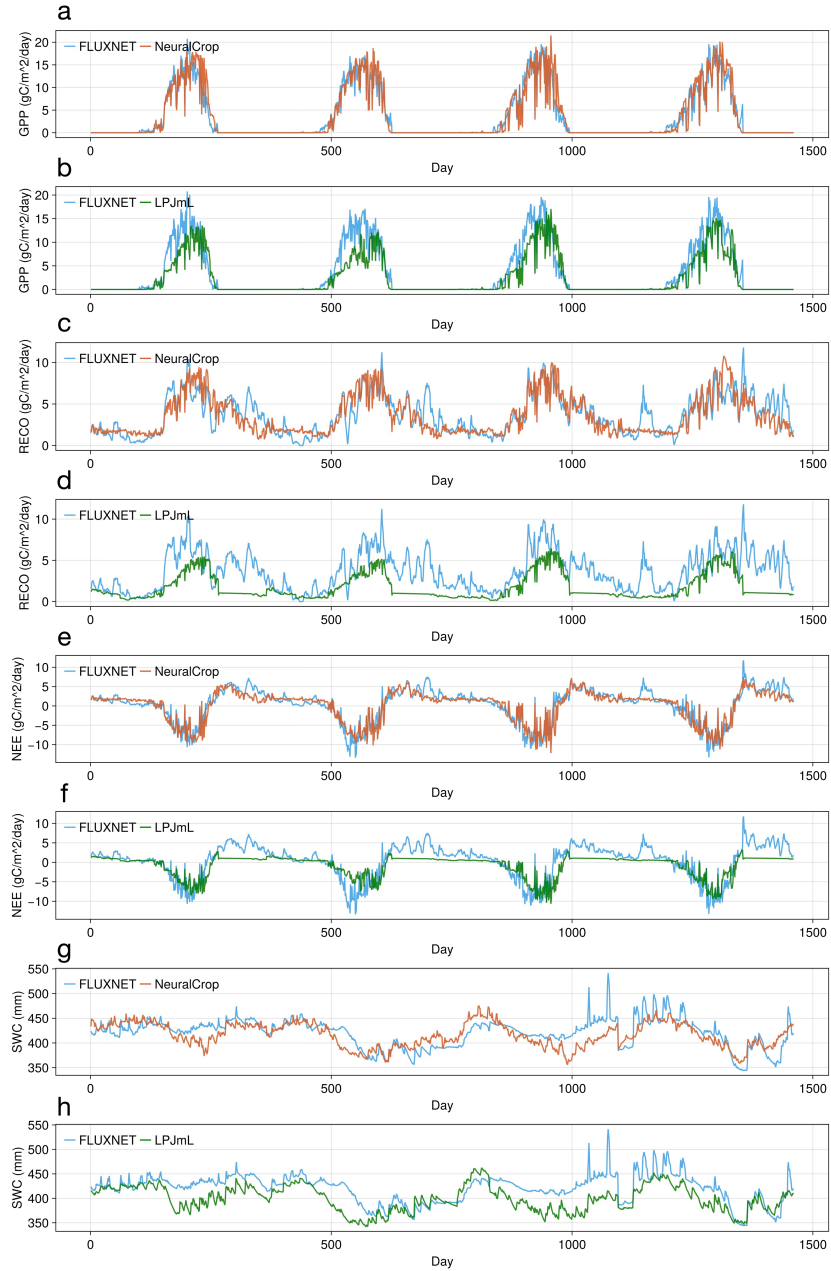 a
GPP (gC/m^2/day)
20
15
10
5
0
FLUXNET NeuralCrop
0 500 1000 1500
Day
b
GPP (gC/m^2/day)
20
15
10
5
0
FLUXNET LPJmL
0 500 1000 1500
Day
c
RECO (gC/m^2/day)
10
5
0
FLUXNET NeuralCrop
0 500 1000 1500
Day
d
RECO (gC/m^2/day)
10
5
0
FLUXNET LPJmL
0 500 1000 1500
Day
e
NEE (gC/m^2/day)
10
5
0
−5
−10
FLUXNET NeuralCrop
0 500 1000 1500
Day
f
NEE (gC/m^2/day)
10
5
0
−5
−10
FLUXNET LPJmL
0 500 1000 1500
Day
g
SWC (mm)
550
500
450
400
350
FLUXNET NeuralCrop
0 500 1000 1500
Day
h
SWC (mm)
550
500
450
400
350
FLUXNET LPJmL
0 500 1000 1500
Day